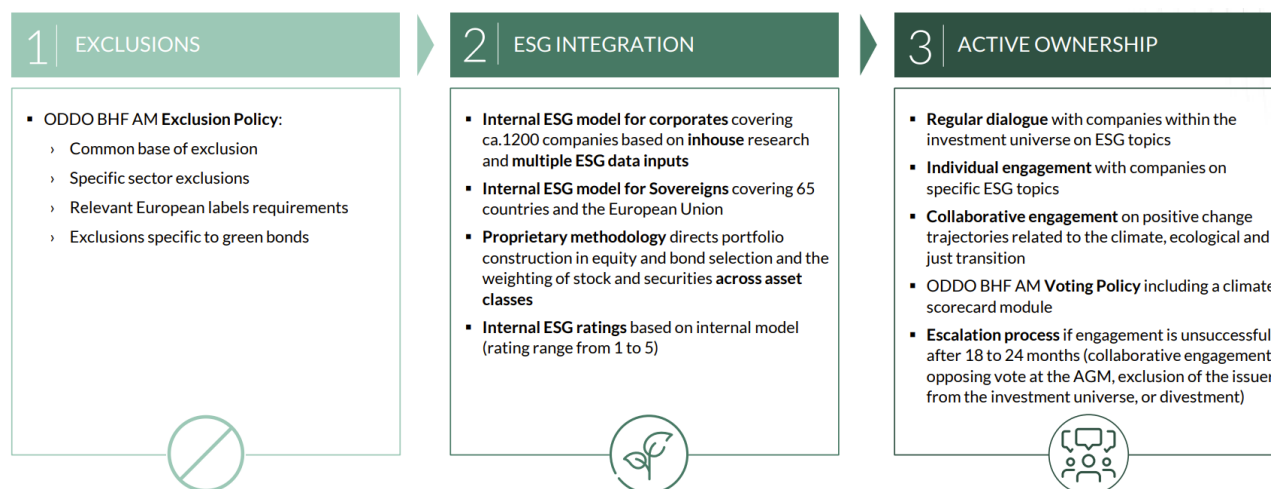 1 EXCLUSIONS
▪ ODDO BHF AM Exclusion Policy:
› Common base of exclusion
› Specific sector exclusions
› Relevant European labels requirements
› Exclusions specific to green bonds
2 ESG INTEGRATION
▪ Internal ESG model for corporates covering
ca.1200 companies based on inhouse research
and multiple ESG data inputs
▪ Internal ESG model for Sovereigns covering 65
countries and the European Union
▪ Proprietary methodology directs portfolio
construction in equity and bond selection and the
weighting of stock and securities across asset
classes
▪ Internal ESG ratings based on internal model
(rating range from 1 to 5)
3 ACTIVE OWNERSHIP
▪ Regular dialogue with companies within the
investment universe on ESG topics
▪ Individual engagement with companies on
specific ESG topics
▪ Collaborative engagement on positive change
trajectories related to the climate, ecological and
just transition
▪ ODDO BHF AM Voting Policy including a climate
scorecard module
▪ Escalation process if engagement is unsuccessful
after 18 to 24 months (collaborative engagement
opposing vote at the AGM, exclusion of the issuer
from the investment universe, or divestment)